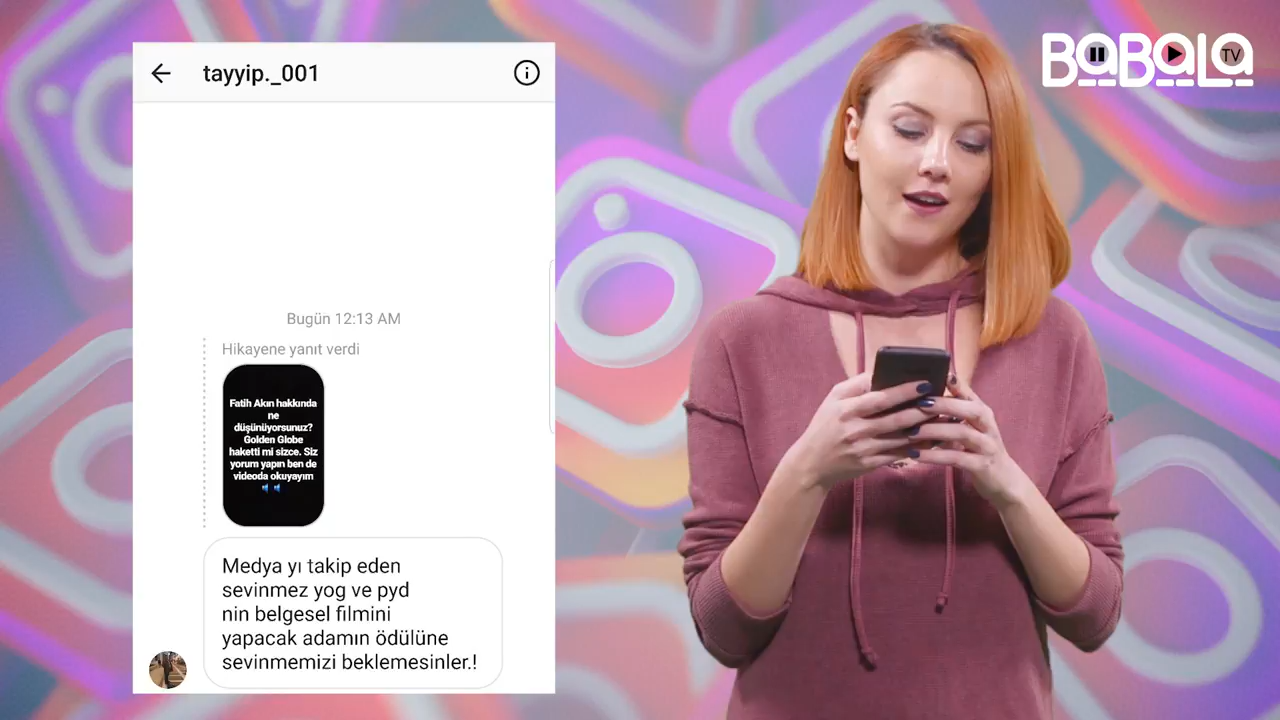 tayyip._001
BaBaLa
TV
Bugün 12:13 AM
Hikayene yanıt verdi
Fatih Akın hakkında
ne
düşünüyorsunuz?
Golden Globe
haketti mi sizce. Siz
yorum yapın ben de
videoda okuyayım
Medya yı takip eden
sevinmez yog ve pyd
nin belgesel filmini
yapacak adamın ödülüne
sevinmemizi beklemesinler.!